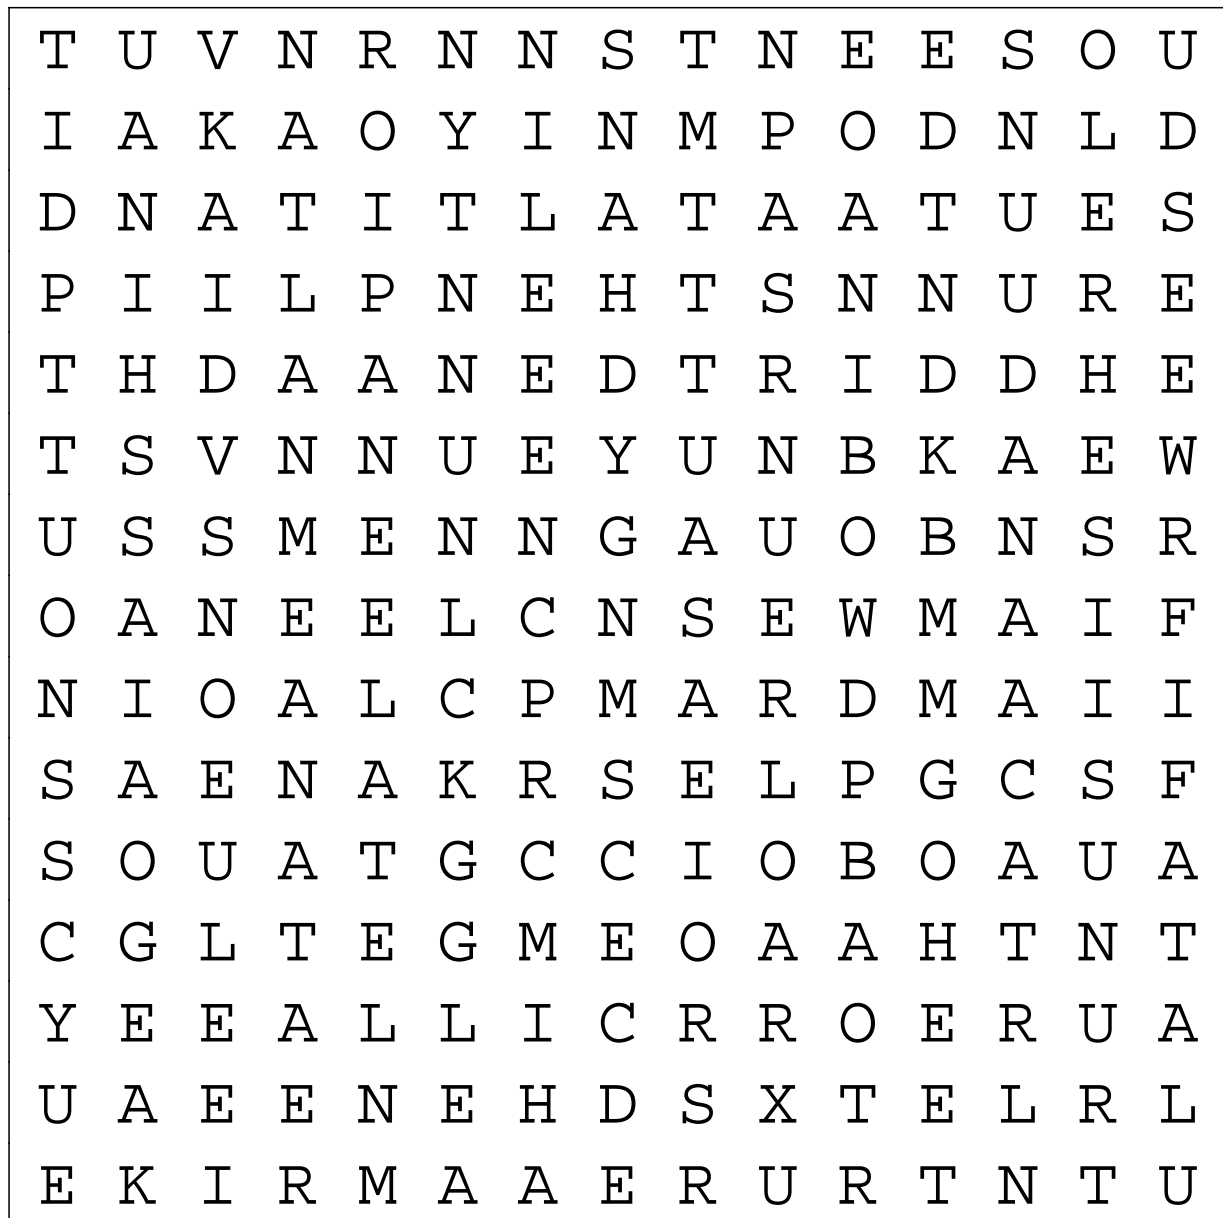 T U V N R N N S T N E E S O U
I A K A O Y I N M P O D N L D
D N A T I T L A T A A T U E S
P I I L P N E H T S N N U R E
T H D A A N E D T R I D D H E
T S V N N U E Y U N B K A E W
U S S M E N N G A U O B N S R
O A N E E L C N S E W M A I F
N I O A L C P M A R D M A I I
S A E N A K R S E L P G C S F
S O U A T G C C I O B O A U A
C G L T E G M E O A A H T N T
Y E E A L L I C R R O E R U A
U A E E N E H D S X T E L R L
E K I R M A A E R U R T N T U